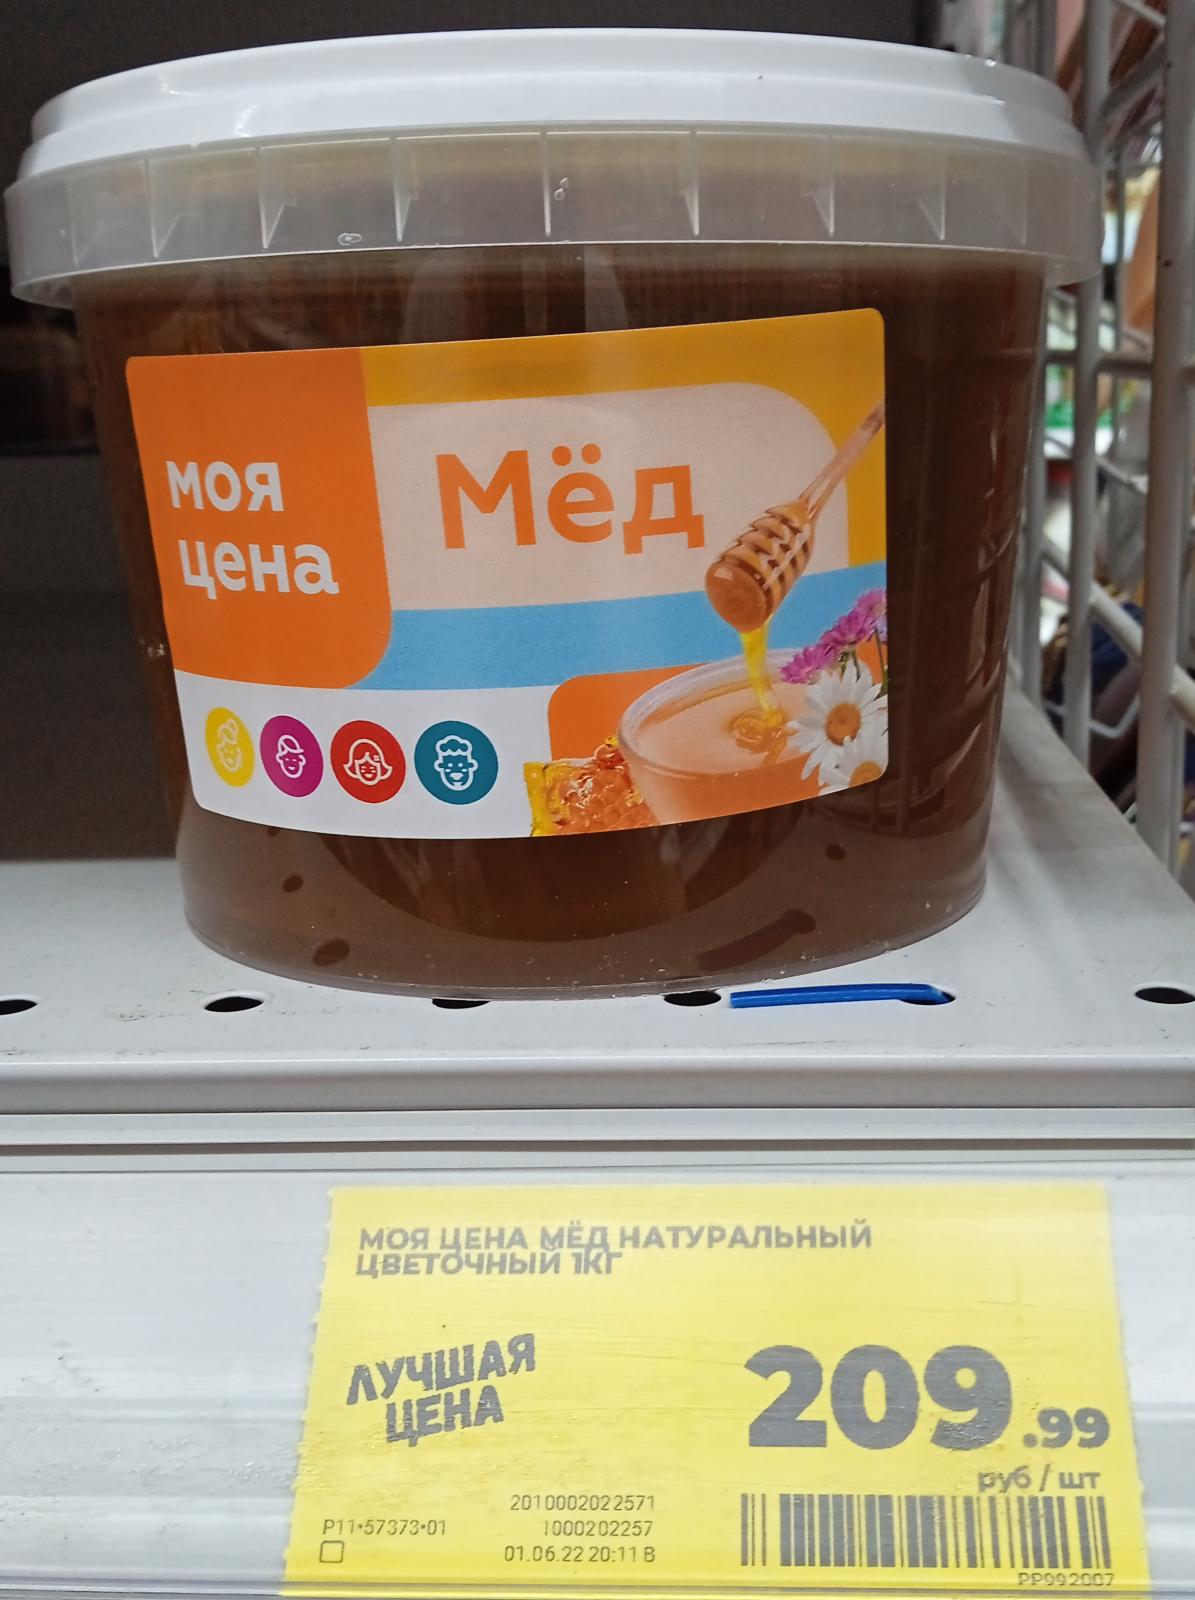 моя
цена
Мёд
МОЯ ЦЕНА МЁД НАТУРАЛЬНЫЙ
ЦВЕТОЧНЫЙ 1КГ
ЛУЧШАЯ
ЦЕНА
209.99
руб / шт
2010002022571
P11•57373•01
1000202257
01.06.22 20:11 В
PP992007